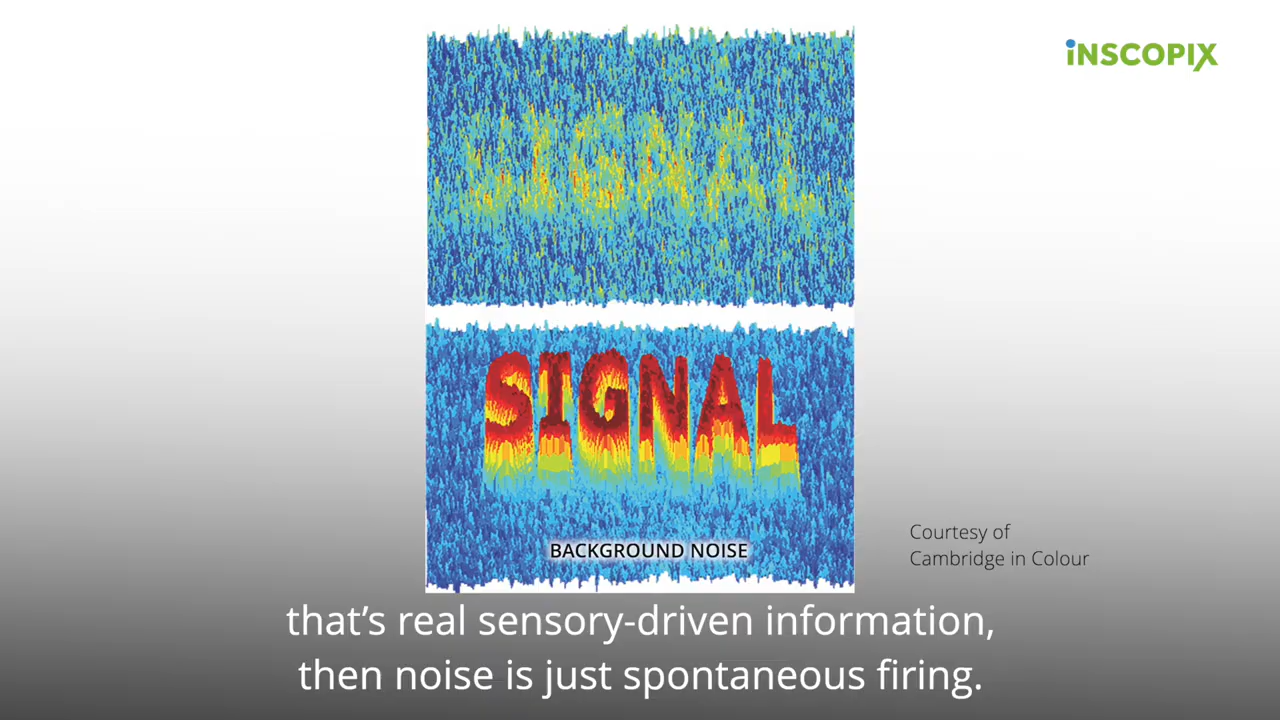 iNSCOPIX
SIGNAL
SIGNAL
BACKGROUND NOISE
Courtesy of
Cambridge in Colour
that’s real sensory-driven information,
then noise is just spontaneous firing.